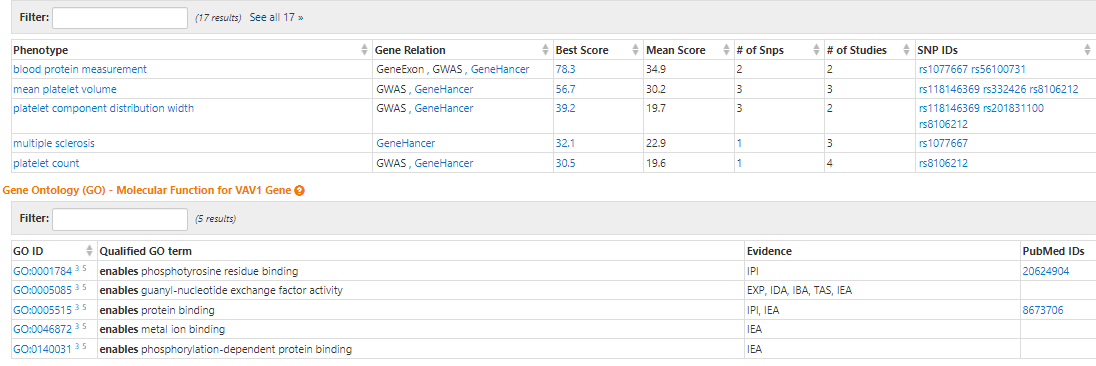 Filter: (17 results) See all 17 »
Phenotype Gene Relation Best Score Mean Score # of Snps # of Studies SNP IDs
blood protein measurement GeneExon , GWAS , GeneHancer 78.3 34.9 2 2 rs1077667 rs56100731
mean platelet volume GWAS , GeneHancer 56.7 30.2 3 3 rs118146369 rs332426 rs8106212
platelet component distribution width GWAS , GeneHancer 39.2 19.7 3 2 rs118146369 rs201831100
rs8106212
multiple sclerosis GeneHancer 32.1 22.9 1 3 rs1077667
platelet count GWAS , GeneHancer 30.5 19.6 1 4 rs8106212
Gene Ontology (GO) - Molecular Function for VAV1 Gene ?
Filter: (5 results)
GO ID Qualified GO term Evidence PubMed IDs
GO:0001784 3 5 enables phosphotyrosine residue binding IPI 20624904
GO:0005085 3 5 enables guanyl-nucleotide exchange factor activity EXP, IDA, IBA, TAS, IEA
GO:0005515 3 5 enables protein binding IPI, IEA 8673706
GO:0046872 3 5 enables metal ion binding IEA
GO:0140031 3 5 enables phosphorylation-dependent protein binding IEA